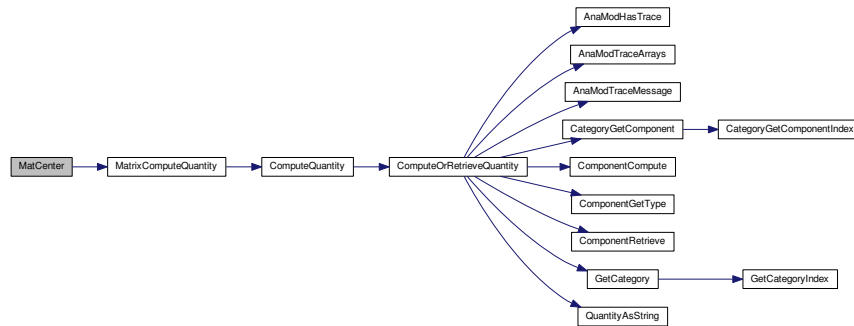 AnaModHasTrace
AnaModTraceArrays
AnaModTraceMessage
CategoryGetComponent CategoryGetComponentIndex
MatCenter MatrixComputeQuantity ComputeQuantity ComputeOrRetrieveQuantity ComponentCompute
ComponentGetType
ComponentRetrieve
GetCategory GetCategoryIndex
QuantityAsString